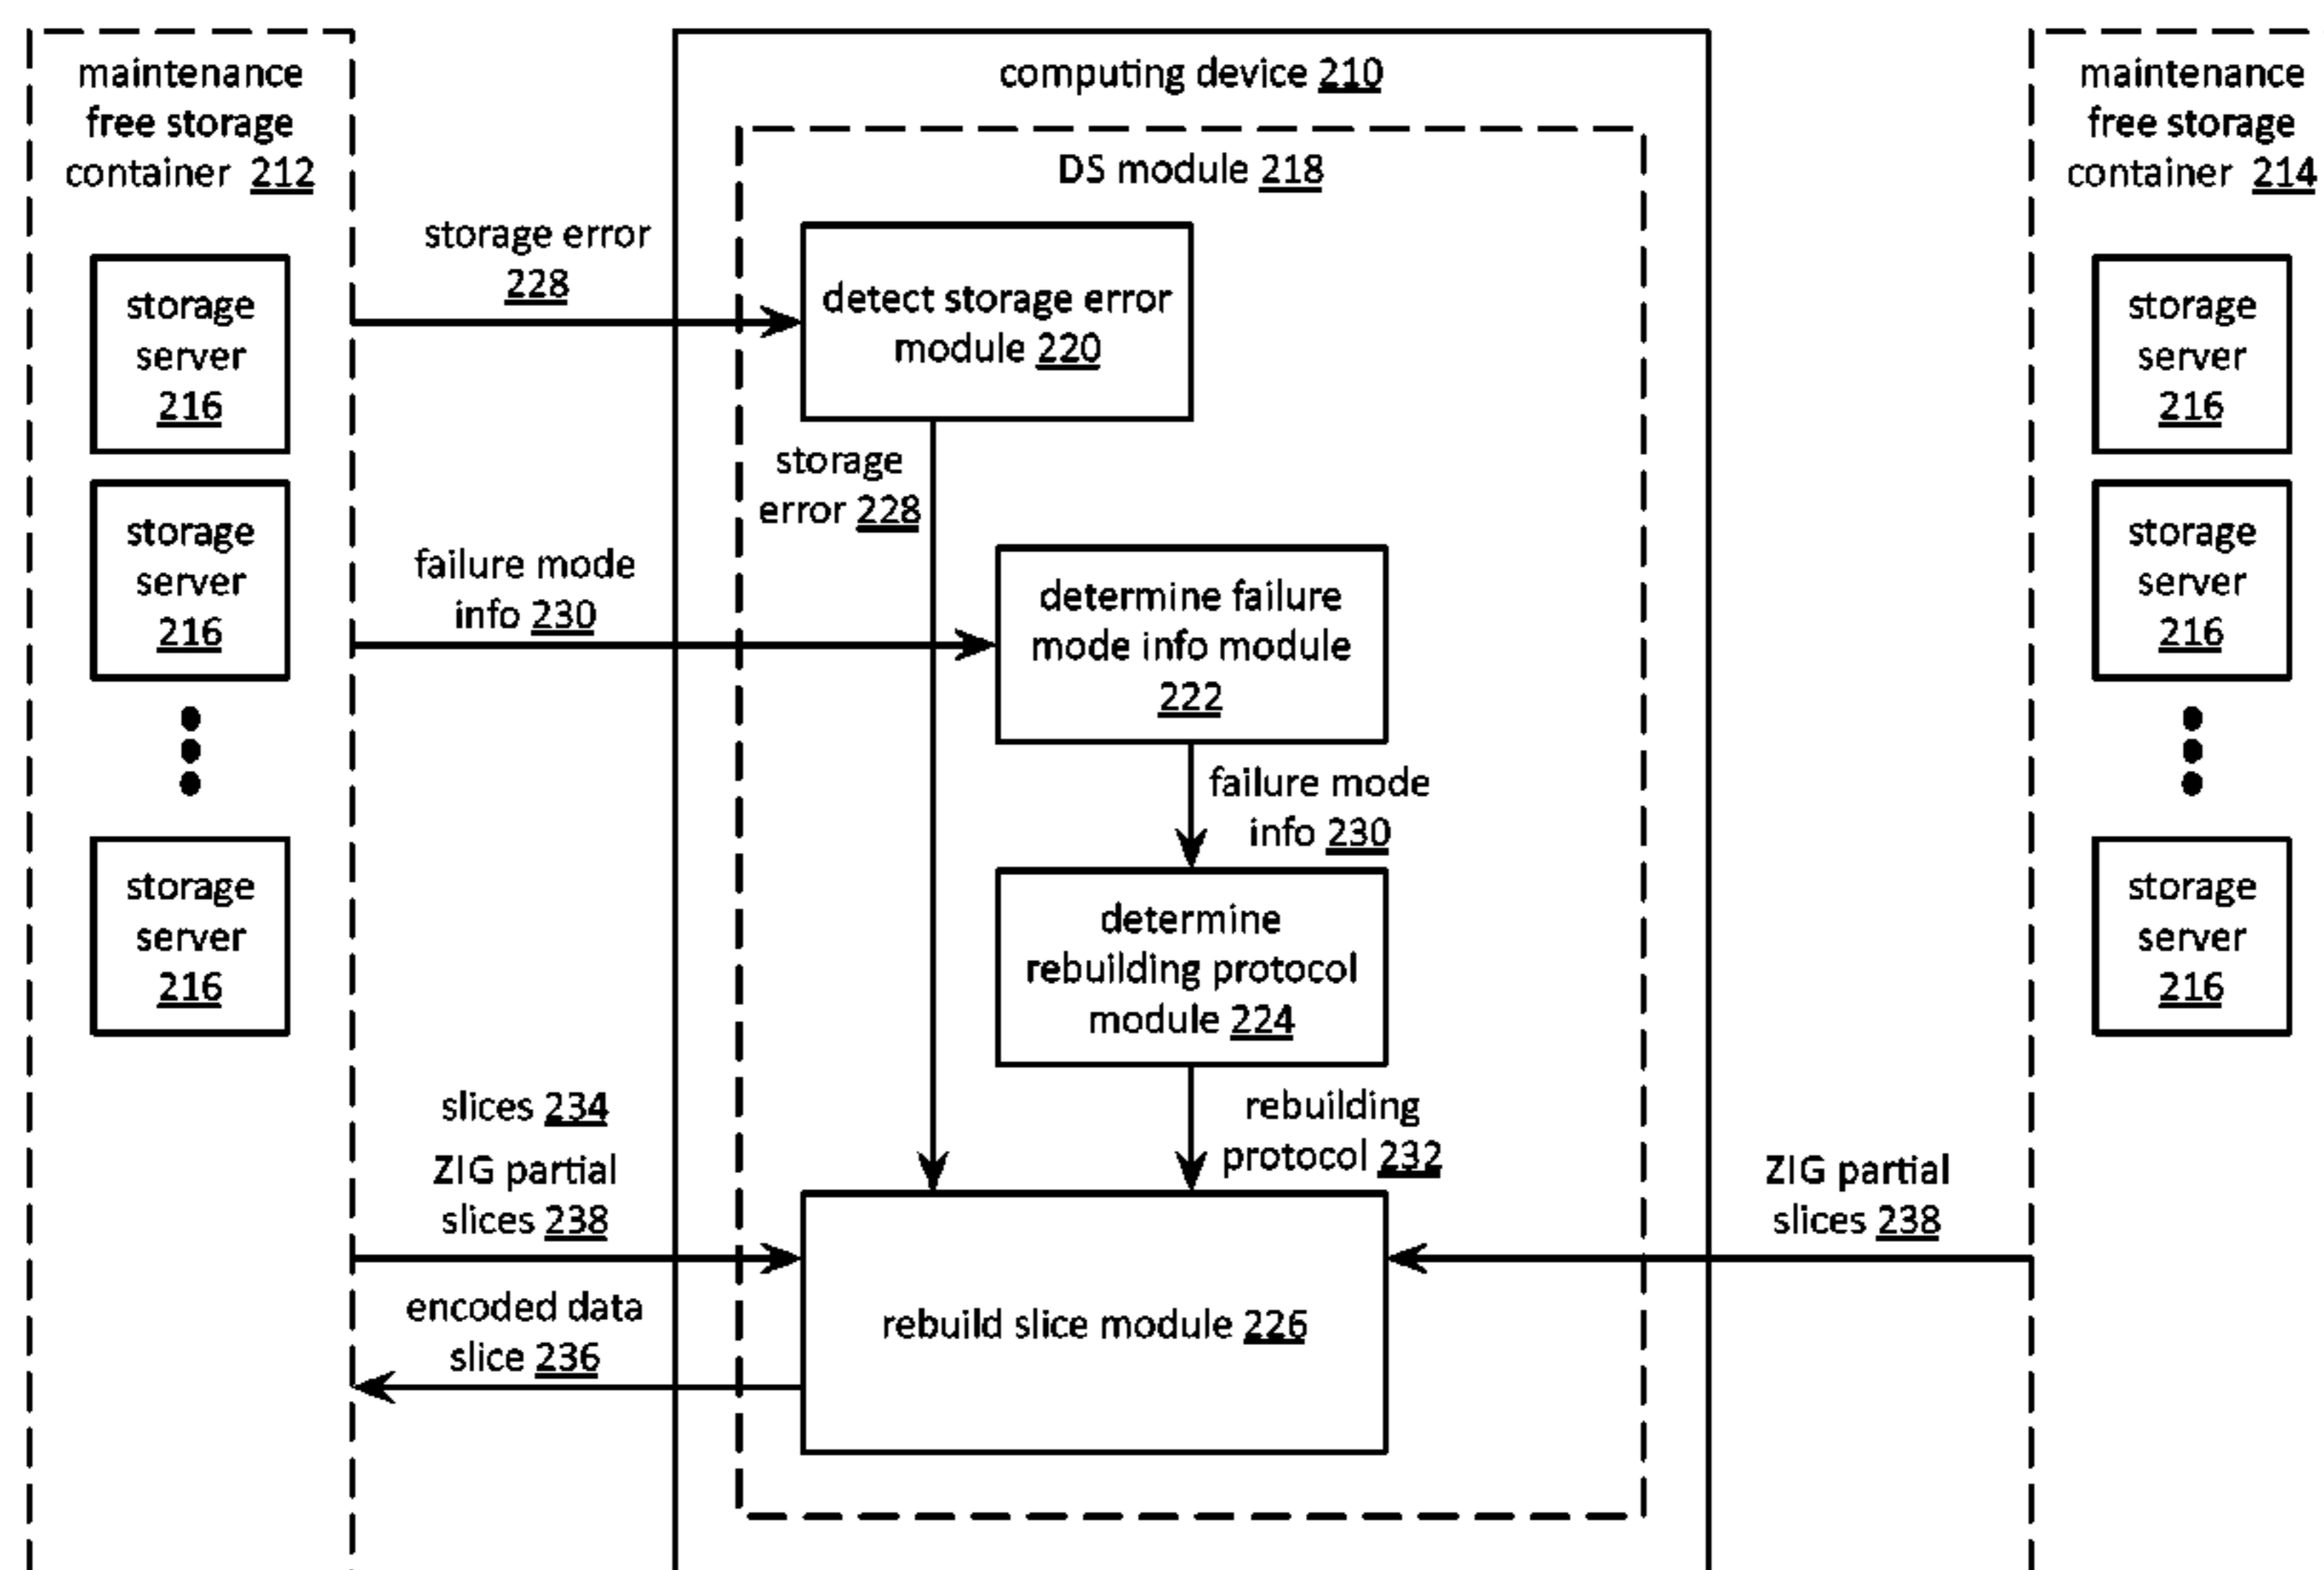 maintenance
free storage
container 212
storage
server
216
storage
server
216
storage
server
216
storage error
228
failure mode
info 230
slices 234
ZIG partial
slices 238
encoded data
slice 236
computing device 210
DS module 218
detect storage error
module 220
storage
error 228
determine failure
mode info module
222
failure mode
info 230
determine
rebuilding protocol
module 224
rebuilding
protocol 232
rebuild slice module 226
ZIG partial
slices 238
maintenance
free storage
container 214
storage
server
216
storage
server
216
storage
server
216